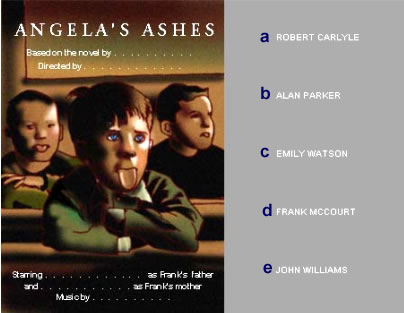 ANGELA'S ASHES
Based on the novel by . . . . . . . . . .
Directed by . . . . . . . . . . . .
Starring . . . . . . . . . . . . as Frank's father
and . . . . . . . . . . . as Frank's mother
Music by . . . . . . . . . .
a ROBERT CARLYLE
b ALAN PARKER
c EMILY WATSON
d FRANK MCCOURT
e JOHN WILLIAMS